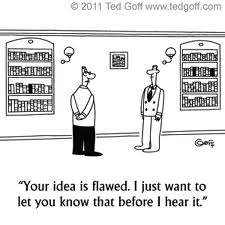 © 2011 Ted Goff www.tedgoff.com
GOFF
“Your idea is flawed. I just want to
let you know that before I hear it.”